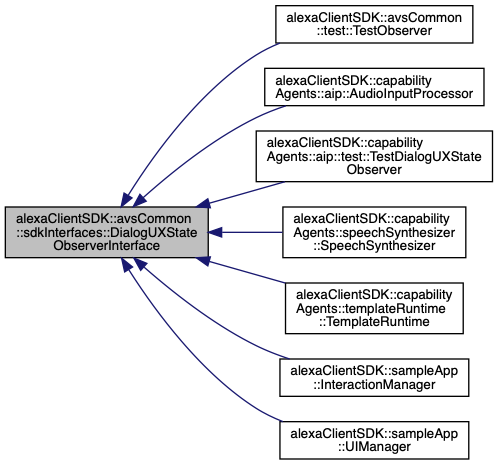 alexaClientSDK::avsCommon
::test::TestObserver
alexaClientSDK::capability
Agents::aip::AudioInputProcessor
alexaClientSDK::capability
Agents::aip::test::TestDialogUXState
Observer
alexaClientSDK::avsCommon
::sdkInterfaces::DialogUXState
ObserverInterface
alexaClientSDK::capability
Agents::speechSynthesizer
::SpeechSynthesizer
alexaClientSDK::capability
Agents::templateRuntime
::TemplateRuntime
alexaClientSDK::sampleApp
::InteractionManager
alexaClientSDK::sampleApp
::UIManager